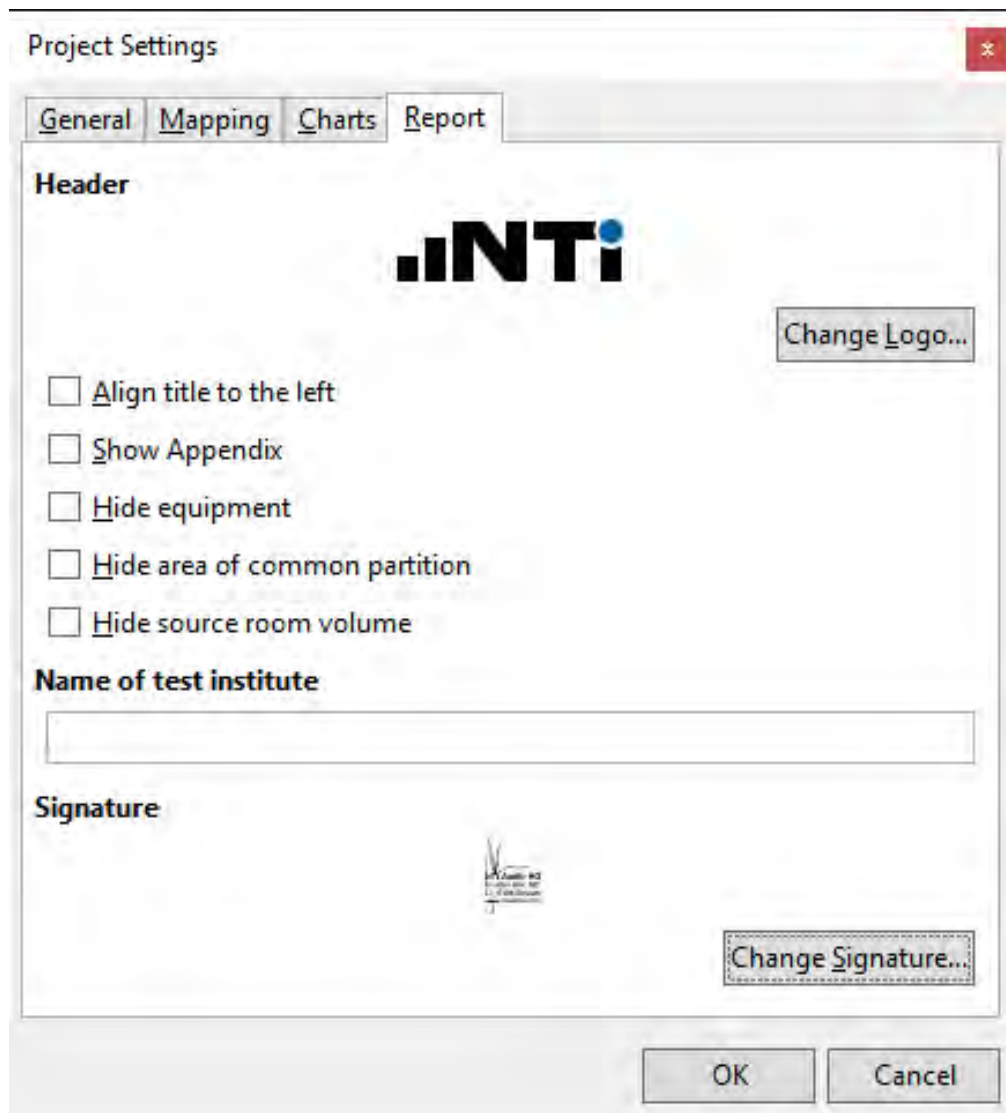 Project Settings
General Mapping Charts Report
Header
NTi
Change Logo...
Align title to the left
Show Appendix
Hide equipment
Hide area of common partition
Hide source room volume
Name of test institute
Signature
Change Signature...
OK Cancel